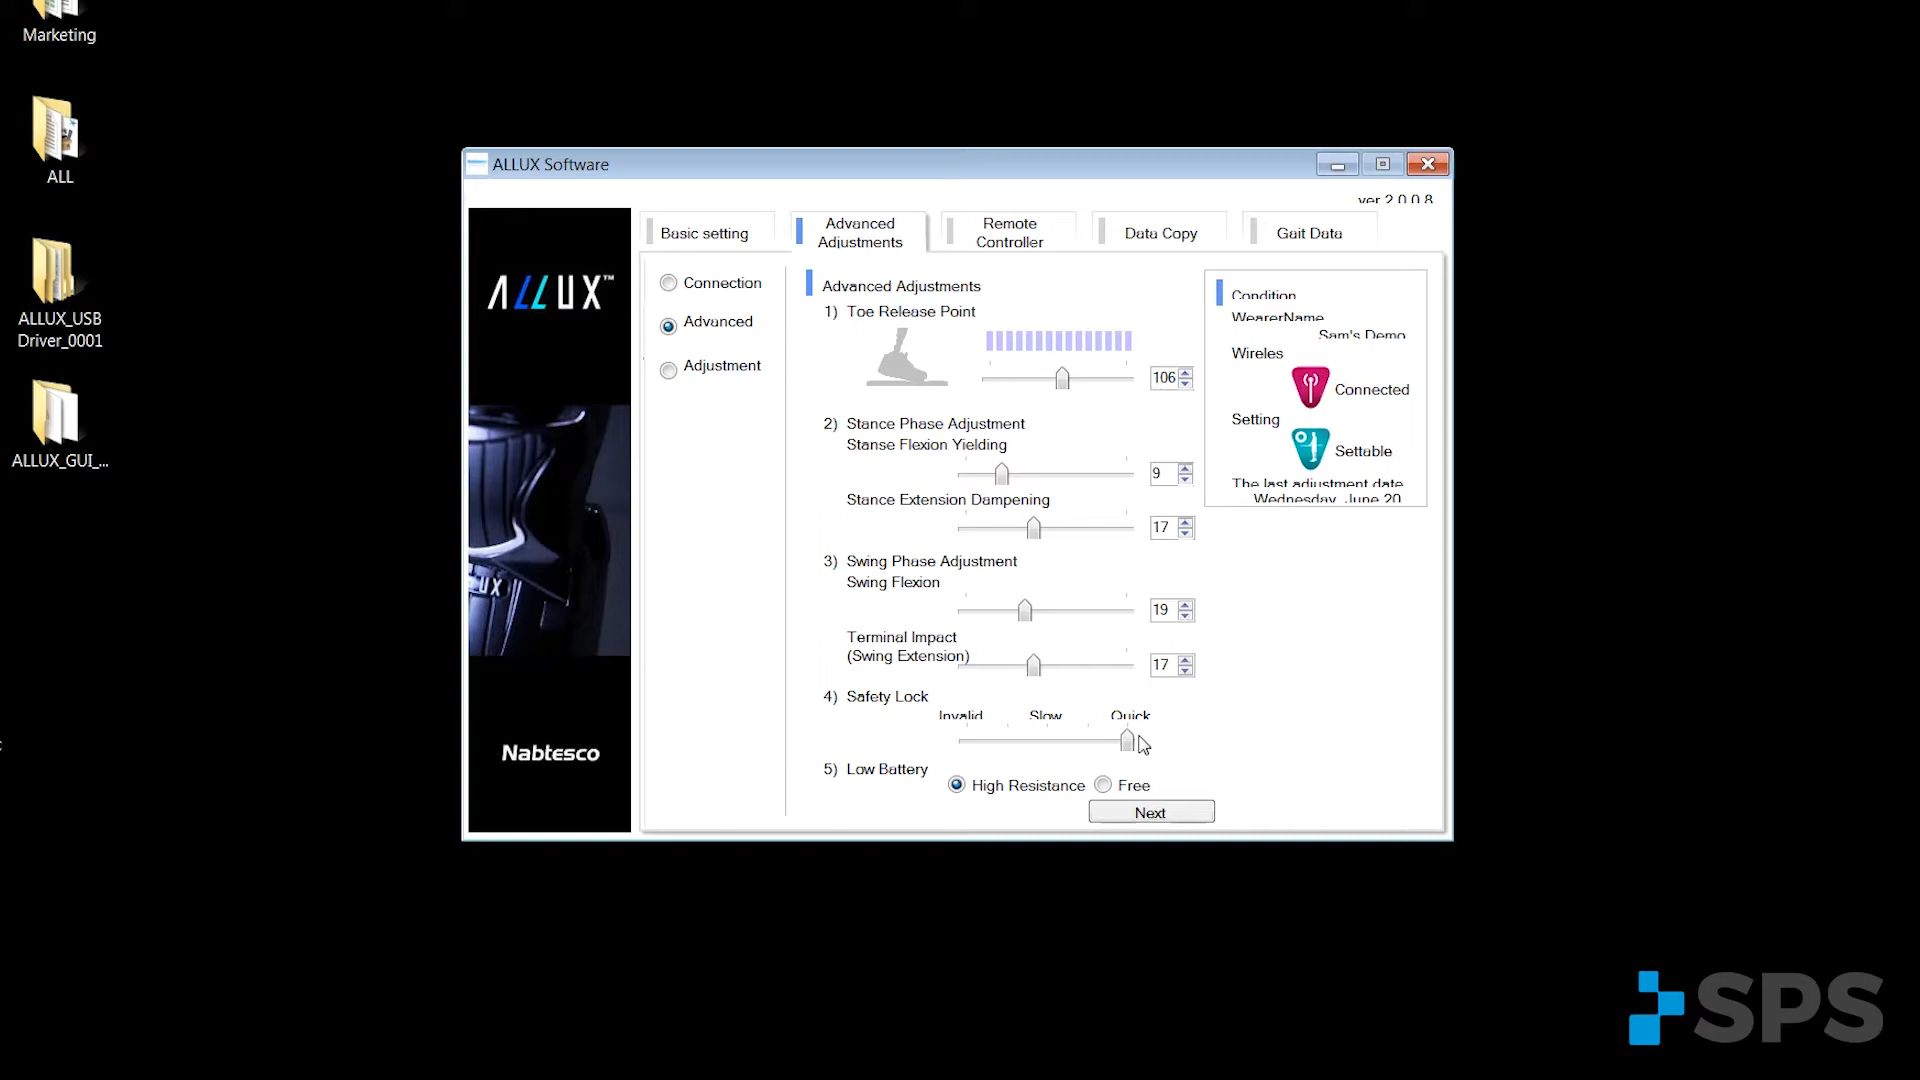 Marketing
ALL
ALLUX_USB
Driver_0001
ALLUX_GUI_...
ALLUX Software
ver 2.0.0.8
ALLUX™
UX
Nabtesco
Basic setting
Advanced
Adjustments
Remote
Controller
Data Copy
Gait Data
Connection
Advanced
Adjustment
Advanced Adjustments
1) Toe Release Point
106
2) Stance Phase Adjustment
Stanse Flexion Yielding
9
Stance Extension Dampening
17
3) Swing Phase Adjustment
Swing Flexion
19
Terminal Impact
(Swing Extension)
17
4) Safety Lock
Invalid Slow Quick
5) Low Battery
High Resistance Free
Next
Condition
WearerName
Sam's Demo
Wireles
Connected
Setting
Settable
The last adjustment date
Wednesday, June 20
SPS